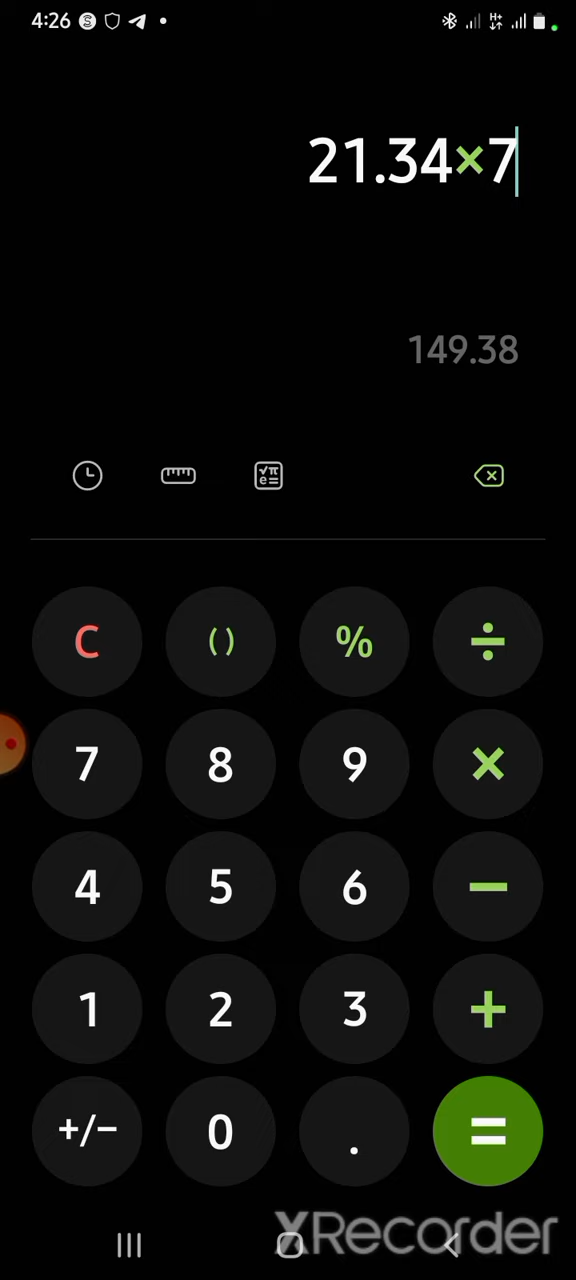 4:26
21.34×7
149.38
C () % ÷
7 8 9 ×
4 5 6 −
1 2 3 +
+/− 0 . =
XRecorder